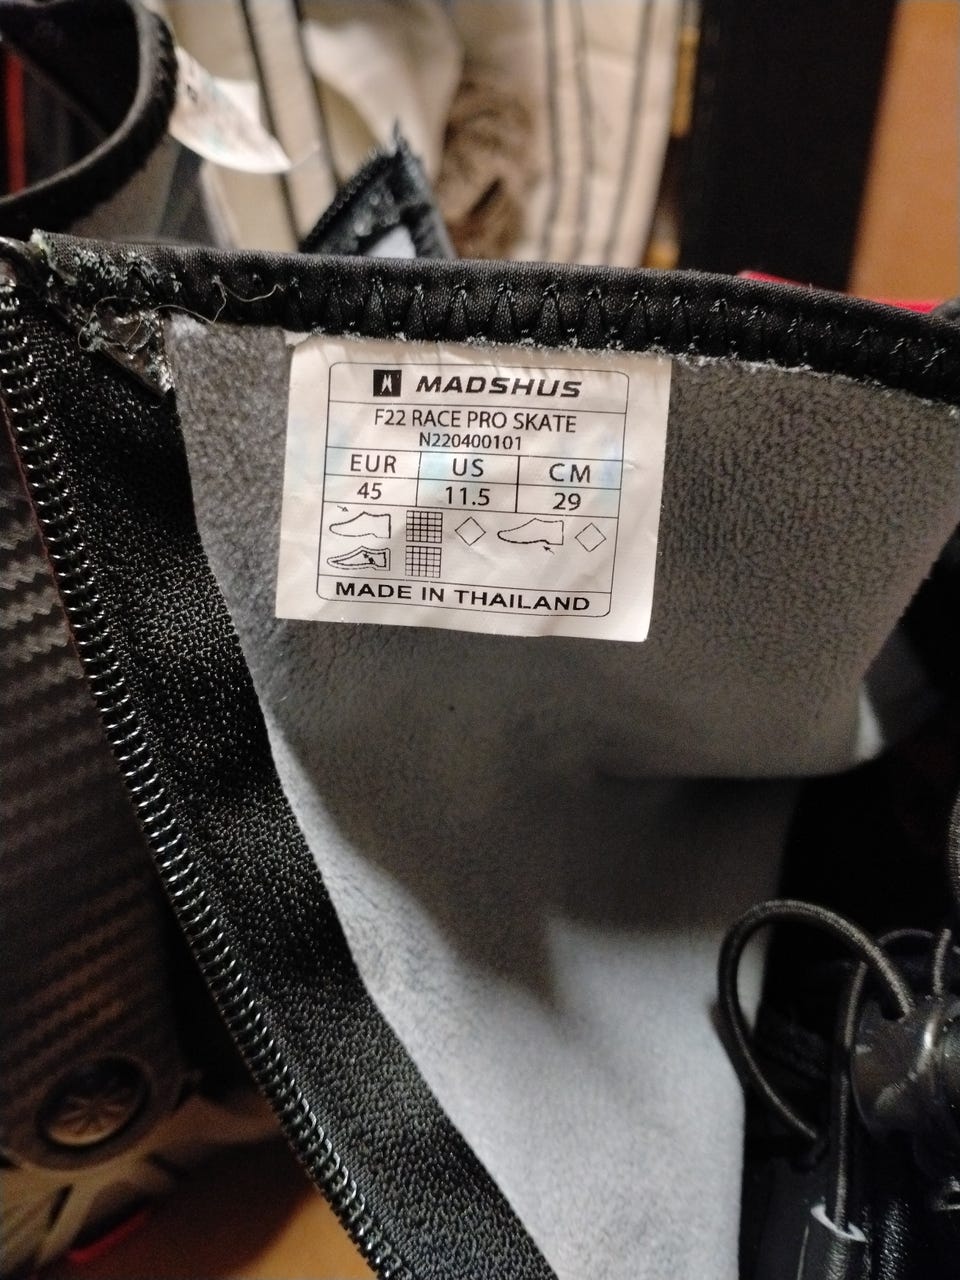 MADSHUS
F22 RACE PRO SKATE
N220400101
EUR US CM
45 11.5 29
MADE IN THAILAND